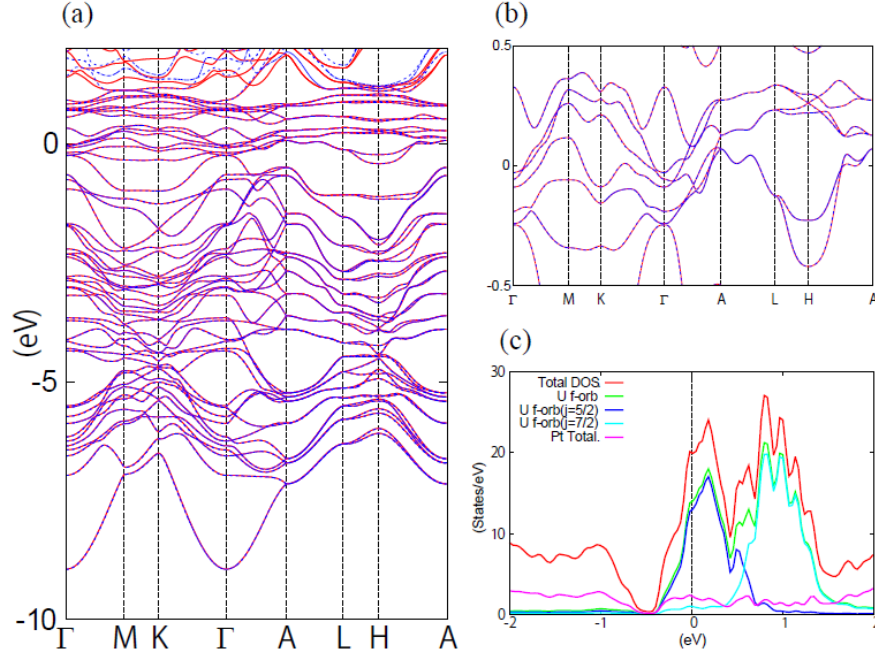 (a)
0
-5
-10
(eV)
Γ M K Γ A L H A
(b)
0.5
0
-0.5
Γ M K Γ A L H A
(c)
30
20
10
0
(States/eV)
Total DOS.
U f-orb
U f-orb(j=5/2)
U f-orb(j=7/2)
Pt Total.
-2 -1 0 1 2
(eV)